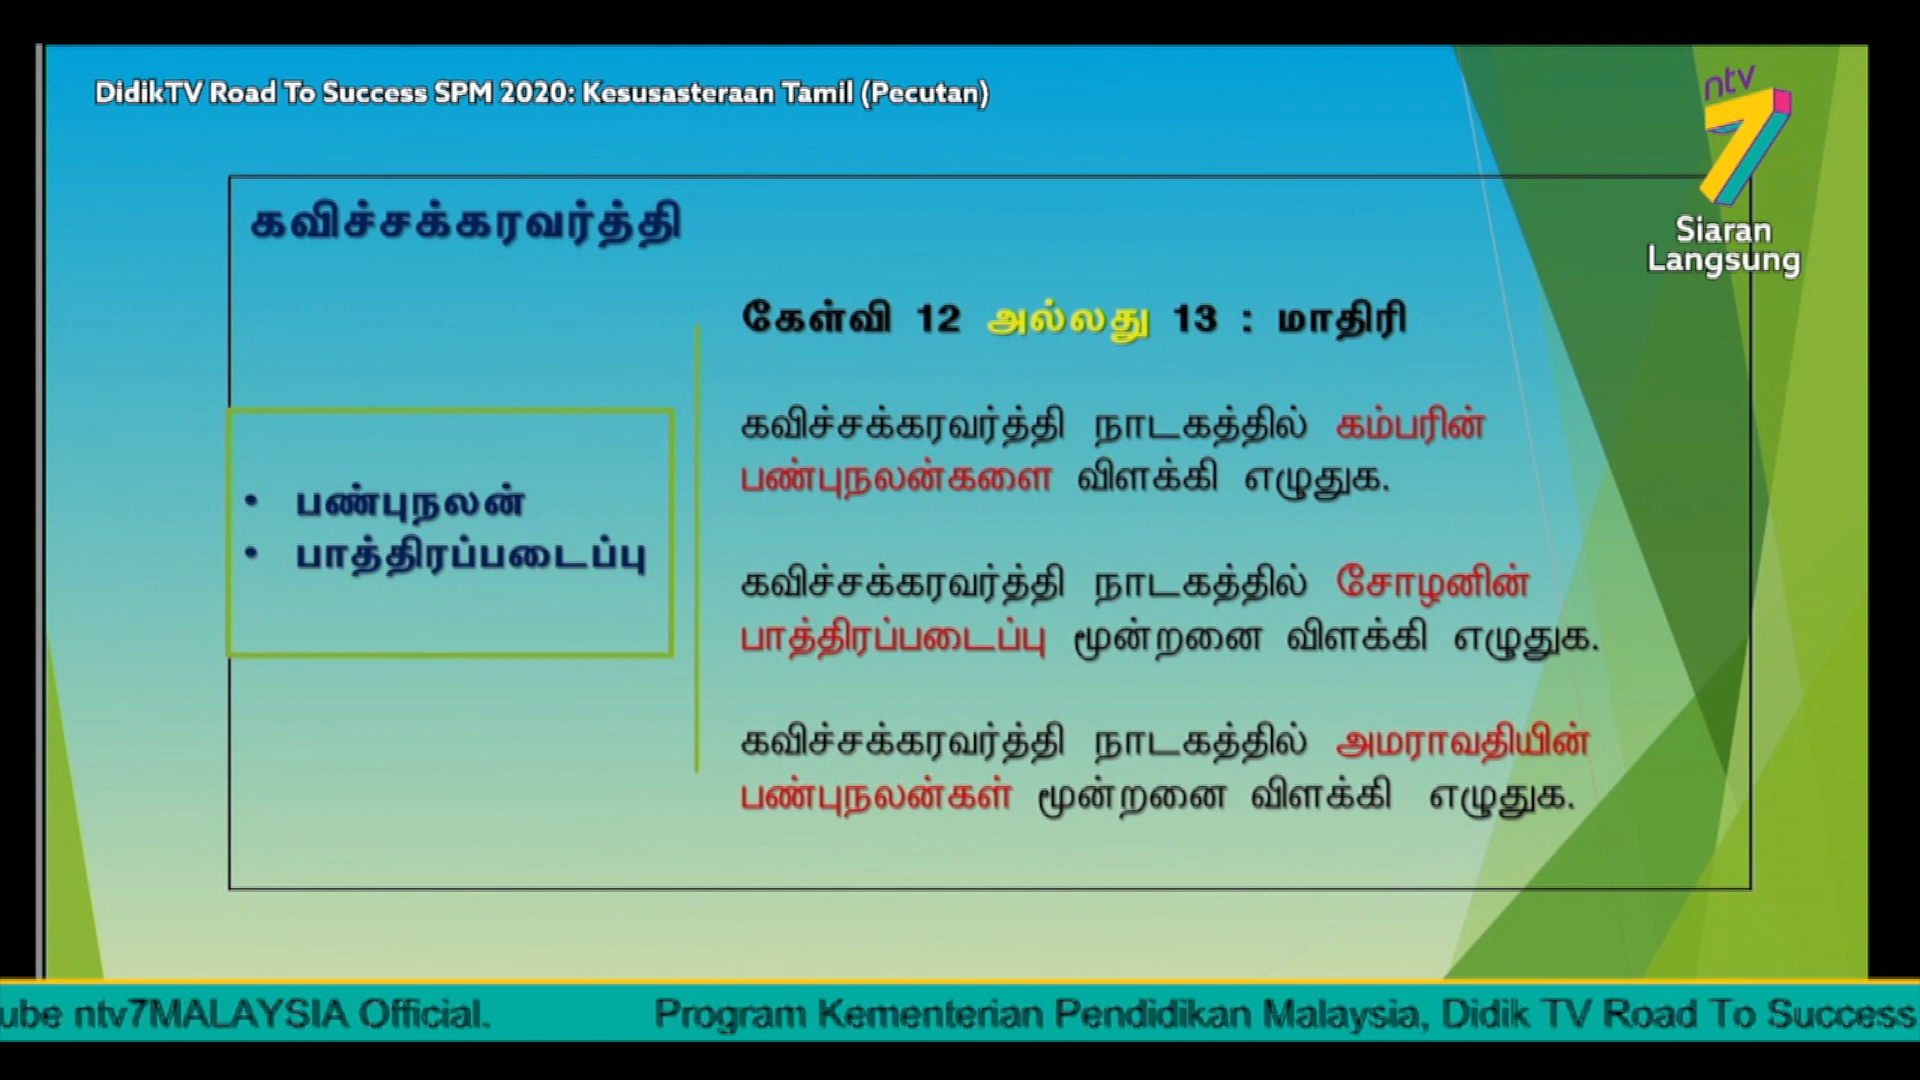 DidikTV Road To Success SPM 2020: Kesusasteraan Tamil (Pecutan)
ntv
7
Siaran
Langsung
கவிச்சக்கரவர்த்தி
• பண்புநலன்
• பாத்திரப்படைப்பு
கேள்வி 12 அல்லது 13 : மாதிரி
கவிச்சக்கரவர்த்தி நாடகத்தில் கம்பரின்
பண்புநலன்களை விளக்கி எழுதுக.
கவிச்சக்கரவர்த்தி நாடகத்தில் சோழனின்
பாத்திரப்படைப்பு மூன்றனை விளக்கி எழுதுக.
கவிச்சக்கரவர்த்தி நாடகத்தில் அமராவதியின்
பண்புநலன்கள் மூன்றனை விளக்கி எழுதுக.
ube ntv7MALAYSIA Official. Program Kementerian Pendidikan Malaysia, Didik TV Road To Success